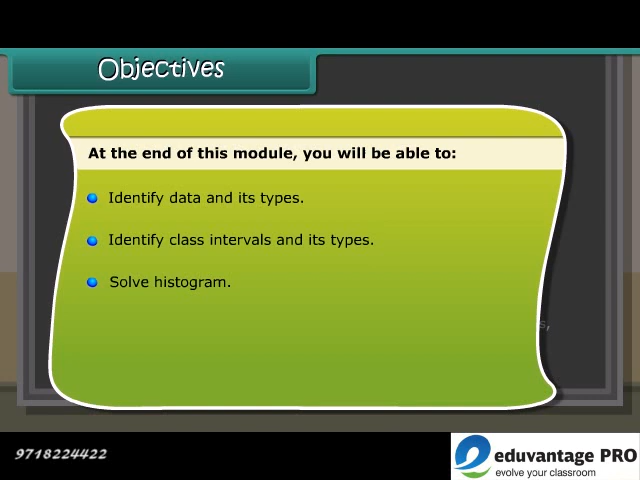 Objectives
At the end of this module, you will be able to:
Identify data and its types.
Identify class intervals and its types.
Solve histogram.
s,
9718224422
eduvantage PRO
evolve your classroom